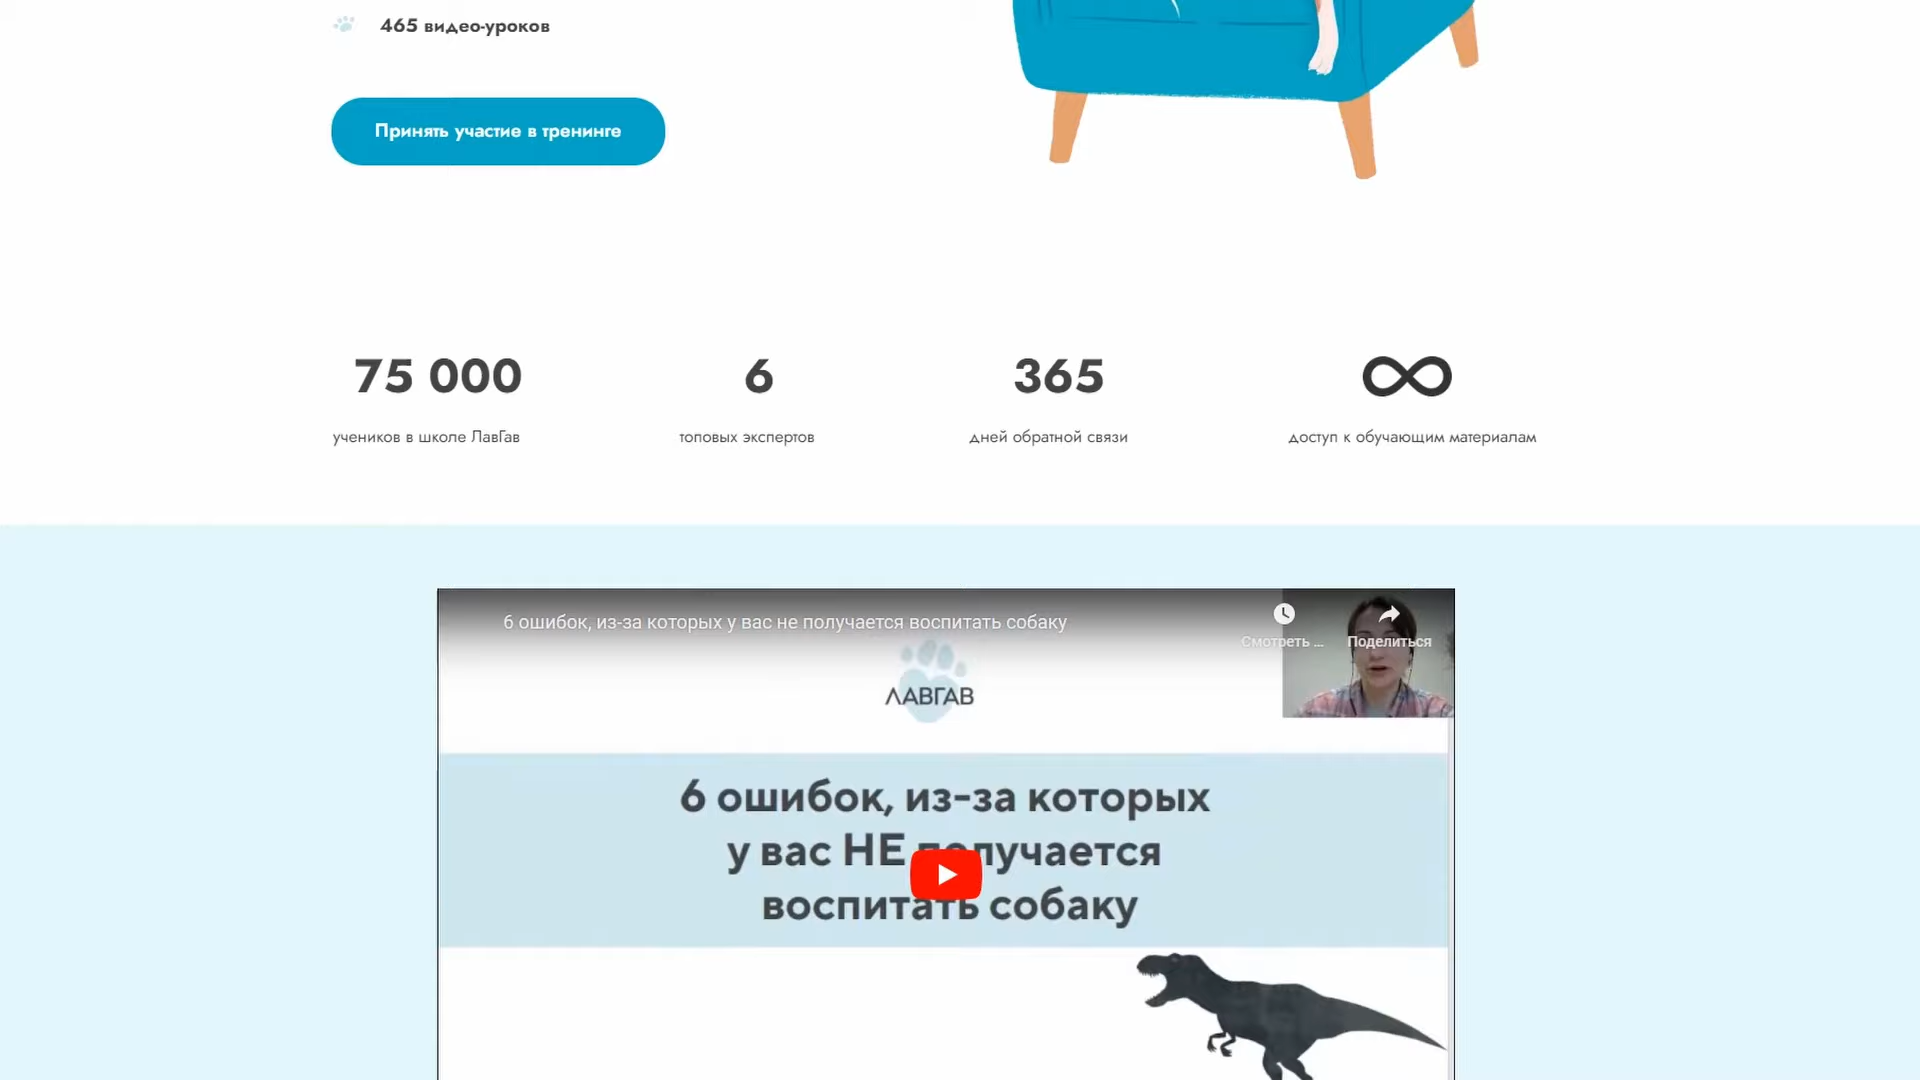 465 видео-уроков
Принять участие в тренинге
75 000
6
365
∞
учеников в школе ЛавГав
топовых экспертов
дней обратной связи
доступ к обучающим материалам
6 ошибок, из-за которых у вас не получается воспитать собаку
Смотреть ...
Поделиться
ЛАВГАВ
6 ошибок, из-за которых
у вас НЕ получается
воспитать собаку